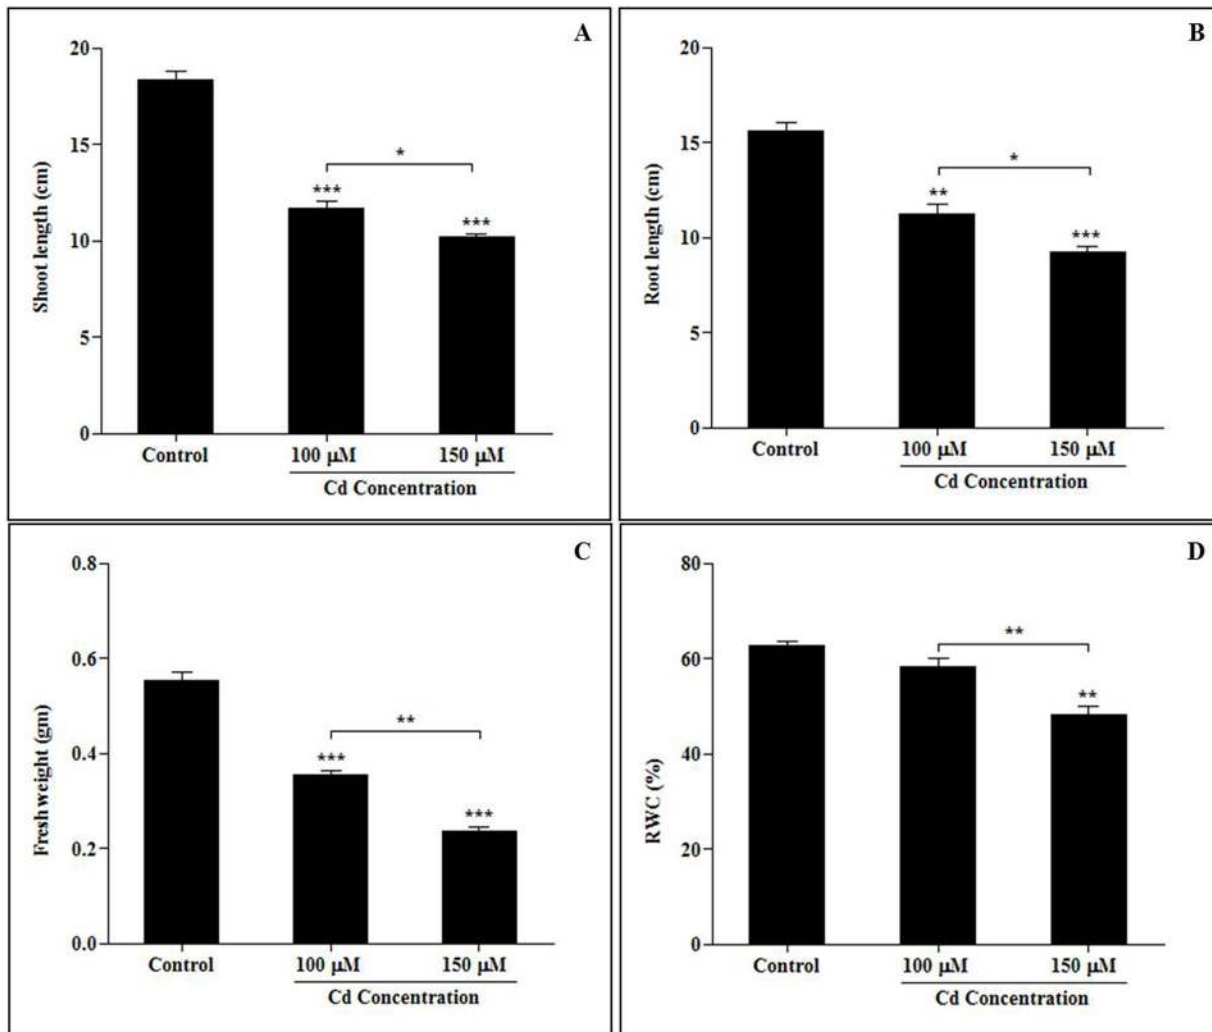 A
Shoot length (cm)
20
15
10
5
0
***
*
***
Control
100 µM
150 µM
Cd Concentration
B
Root length (cm)
20
15
10
5
0
**
*
***
Control
100 µM
150 µM
Cd Concentration
C
Fresh weight (gm)
0.8
0.6
0.4
0.2
0.0
***
**
***
Control
100 µM
150 µM
Cd Concentration
D
RWC (%)
80
60
40
20
0
**
**
Control
100 µM
150 µM
Cd Concentration